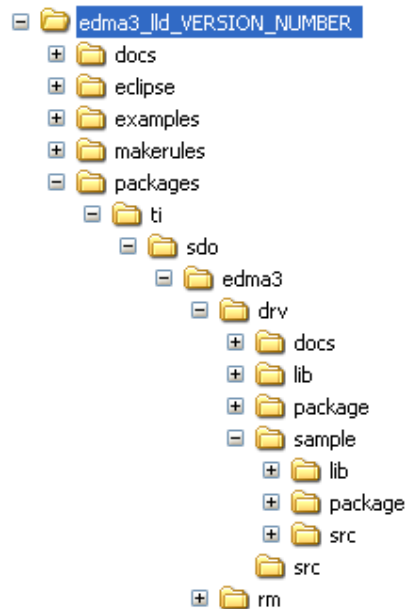 edma3_lld_VERSION_NUMBER
docs
eclipse
examples
makerules
packages
ti
sdo
edma3
drv
docs
lib
package
sample
lib
package
src
src
rm